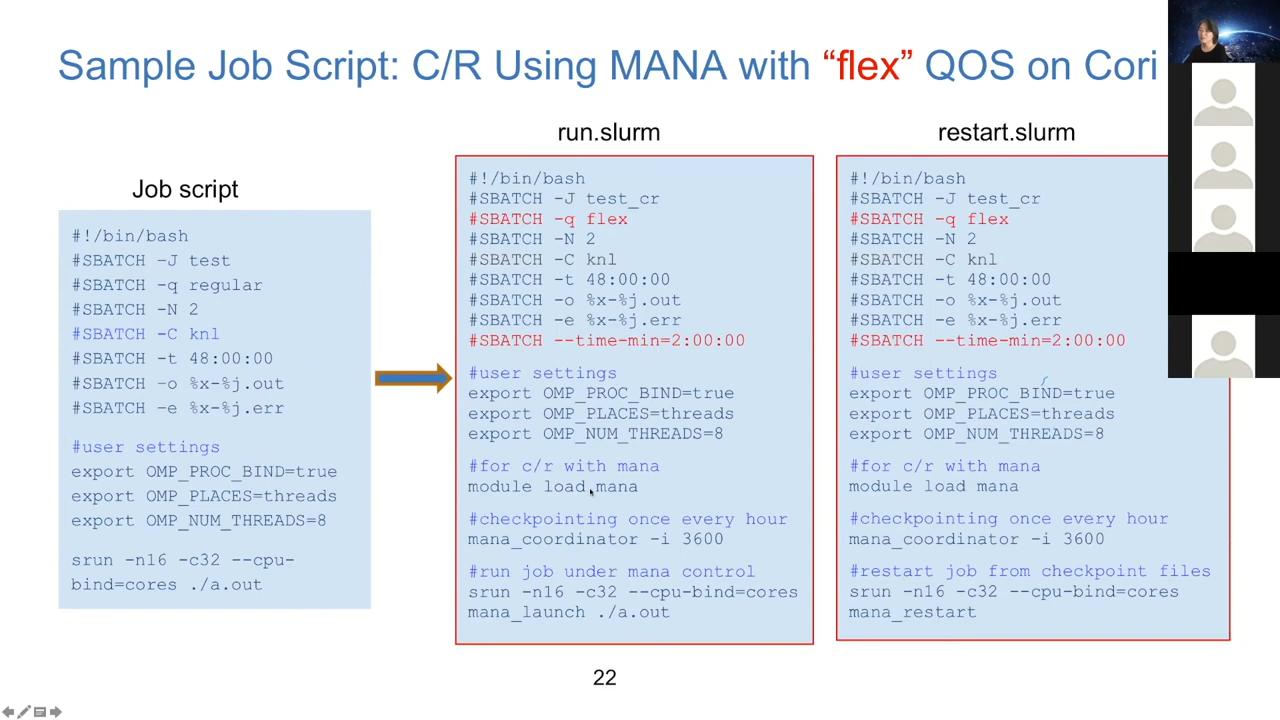 Sample Job Script: C/R Using MANA with “flex” QOS on Cori
Job script
#!/bin/bash
#SBATCH -J test
#SBATCH -q regular
#SBATCH -N 2
#SBATCH -C knl
#SBATCH -t 48:00:00
#SBATCH -o %x-%j.out
#SBATCH -e %x-%j.err
#user settings
export OMP_PROC_BIND=true
export OMP_PLACES=threads
export OMP_NUM_THREADS=8
srun -n16 -c32 --cpu-
bind=cores ./a.out
run.slurm
#!/bin/bash
#SBATCH -J test_cr
#SBATCH -q flex
#SBATCH -N 2
#SBATCH -C knl
#SBATCH -t 48:00:00
#SBATCH -o %x-%j.out
#SBATCH -e %x-%j.err
#SBATCH --time-min=2:00:00
#user settings
export OMP_PROC_BIND=true
export OMP_PLACES=threads
export OMP_NUM_THREADS=8
#for c/r with mana
module load mana
#checkpointing once every hour
mana_coordinator -i 3600
#run job under mana control
srun -n16 -c32 --cpu-bind=cores
mana_launch ./a.out
restart.slurm
#!/bin/bash
#SBATCH -J test_cr
#SBATCH -q flex
#SBATCH -N 2
#SBATCH -C knl
#SBATCH -t 48:00:00
#SBATCH -o %x-%j.out
#SBATCH -e %x-%j.err
#SBATCH --time-min=2:00:00
#user settings
export OMP_PROC_BIND=true
export OMP_PLACES=threads
export OMP_NUM_THREADS=8
#for c/r with mana
module load mana
#checkpointing once every hour
mana_coordinator -i 3600
#restart job from checkpoint files
srun -n16 -c32 --cpu-bind=cores
mana_restart
22